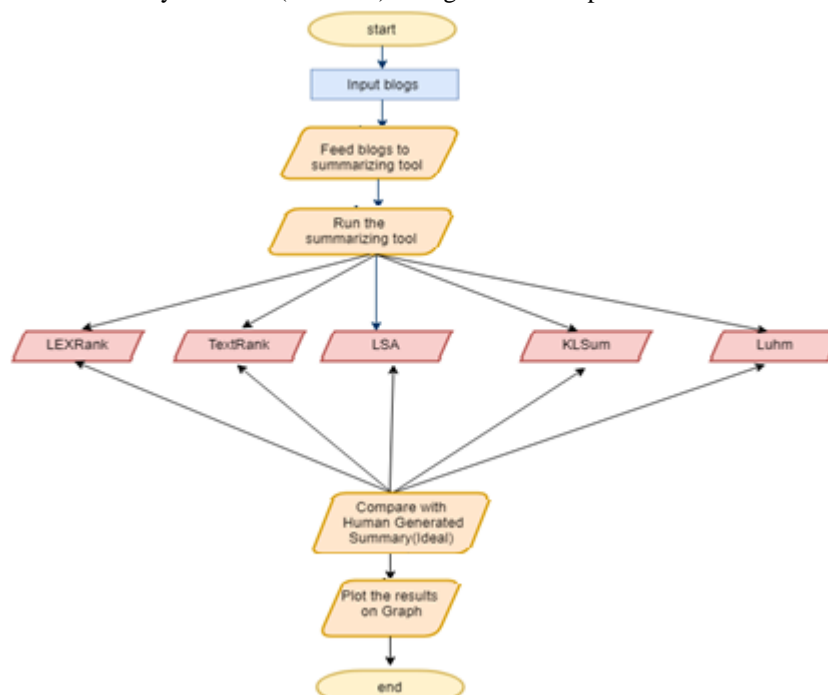 start
Input blogs
Feed blogs to
summarizing tool
Run the
summarizing tool
LEXRank
TextRank
LSA
KLSum
Luhm
Compare with
Human Generated
Summary(Ideal)
Plot the results
on Graph
end